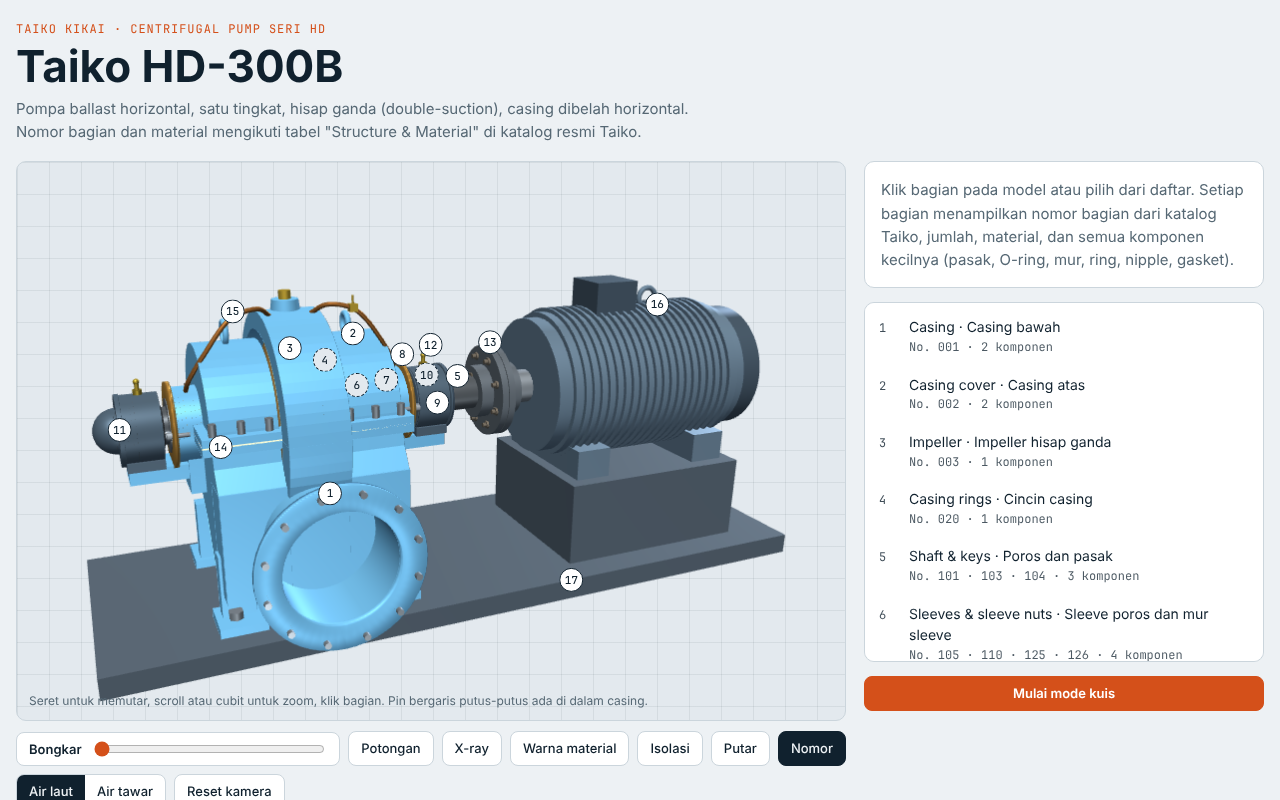 TAIKO KIKAI · CENTRIFUGAL PUMP SERI HD
Taiko HD-300B
Pompa ballast horizontal, satu tingkat, hisap ganda (double-suction), casing dibelah horizontal.
Nomor bagian dan material mengikuti tabel "Structure & Material" di katalog resmi Taiko.
15
2
3
4
12
13
16
8
10
5
6
7
9
11
14
1
17
Seret untuk memutar, scroll atau cubit untuk zoom, klik bagian. Pin bergaris putus-putus ada di dalam casing.
Bongkar
Potongan
X-ray
Warna material
Isolasi
Putar
Nomor
Air laut
Air tawar
Reset kamera
Klik bagian pada model atau pilih dari daftar. Setiap
bagian menampilkan nomor bagian dari katalog
Taiko, jumlah, material, dan semua komponen
kecilnya (pasak, O-ring, mur, ring, nipple, gasket).
1 Casing · Casing bawah
No. 001 · 2 komponen
2 Casing cover · Casing atas
No. 002 · 2 komponen
3 Impeller · Impeller hisap ganda
No. 003 · 1 komponen
4 Casing rings · Cincin casing
No. 020 · 1 komponen
5 Shaft & keys · Poros dan pasak
No. 101 · 103 · 104 · 3 komponen
6 Sleeves & sleeve nuts · Sleeve poros dan mur
sleeve
No. 105 · 110 · 125 · 126 · 4 komponen
Mulai mode kuis